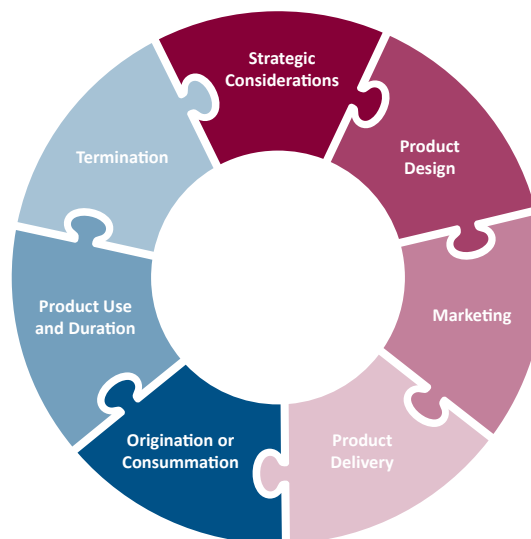 Strategic
Considerations
Product
Design
Marketing
Product
Delivery
Origination or
Consummation
Product Use
and Duration
Termination